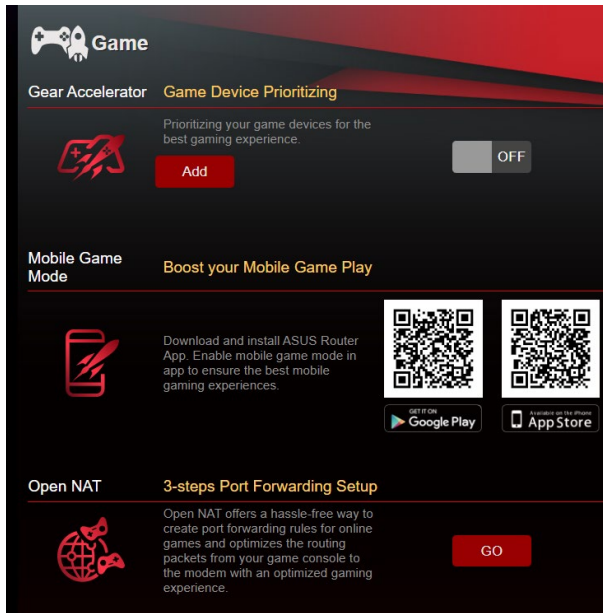 Game
Gear Accelerator
Game Device Prioritizing
Prioritizing your game devices for the
best gaming experience.
Add
OFF
Mobile Game
Mode
Boost your Mobile Game Play
Download and install ASUS Router
App. Enable mobile game mode in
app to ensure the best mobile
gaming experiences.
GET IT ON
Google Play
Available on the iPhone
App Store
Open NAT
3-steps Port Forwarding Setup
Open NAT offers a hassle-free way to
create port forwarding rules for online
games and optimizes the routing
packets from your game console to
the modem with an optimized gaming
experience.
GO